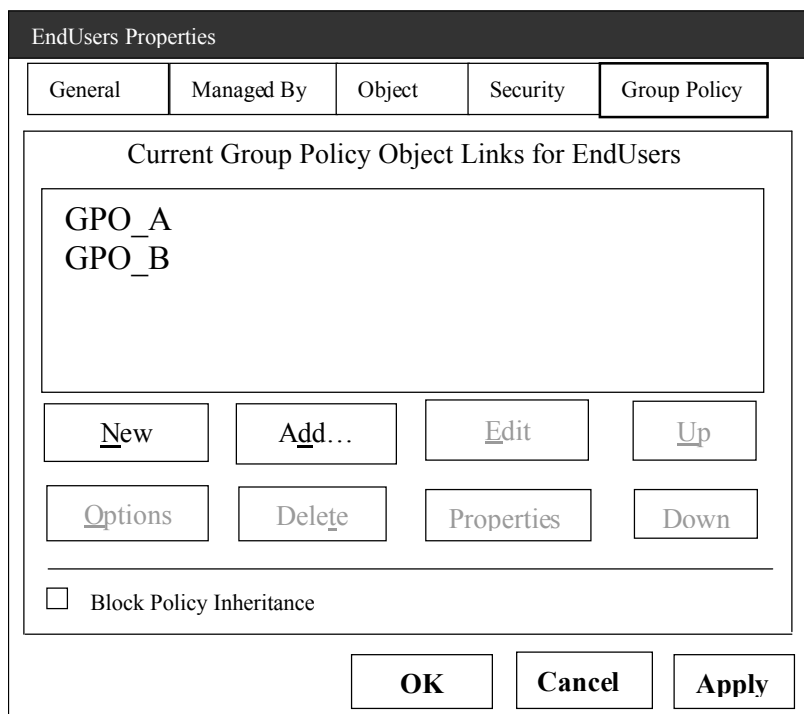 EndUsers Properties
General Managed By Object Security Group Policy
Current Group Policy Object Links for EndUsers
GPO_A
GPO_B
New Add... Edit Up
Options Delete Properties Down
Block Policy Inheritance
OK Cancel Apply